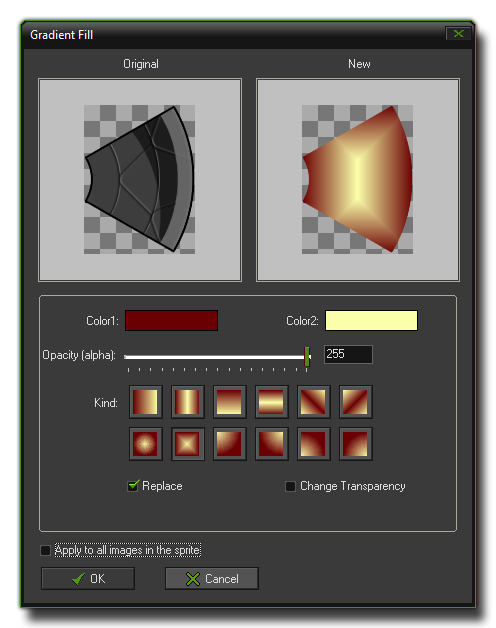 Gradient Fill
Original New
Color1: Color2:
Opacity (alpha): 255
Kind:
Replace Change Transparency
Apply to all images in the sprite
OK Cancel